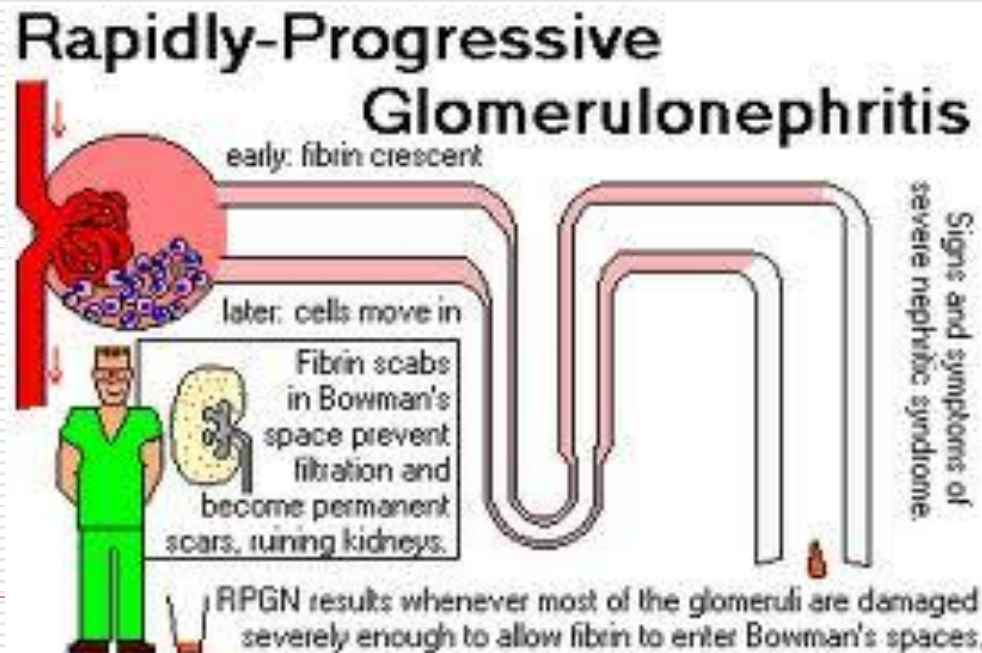 Rapidly-Progressive
Glomerulonephritis
early: fibrin crescent
later: cells move in
Fibrin scabs
in Bowman's
space prevent
filtration and
become permanent
scars, ruining kidneys.
Signs and symptoms of
severe nephritic syndrome.
RPGN results whenever most of the glomeruli are damaged
severely enough to allow fibrin to enter Bowman's spaces.